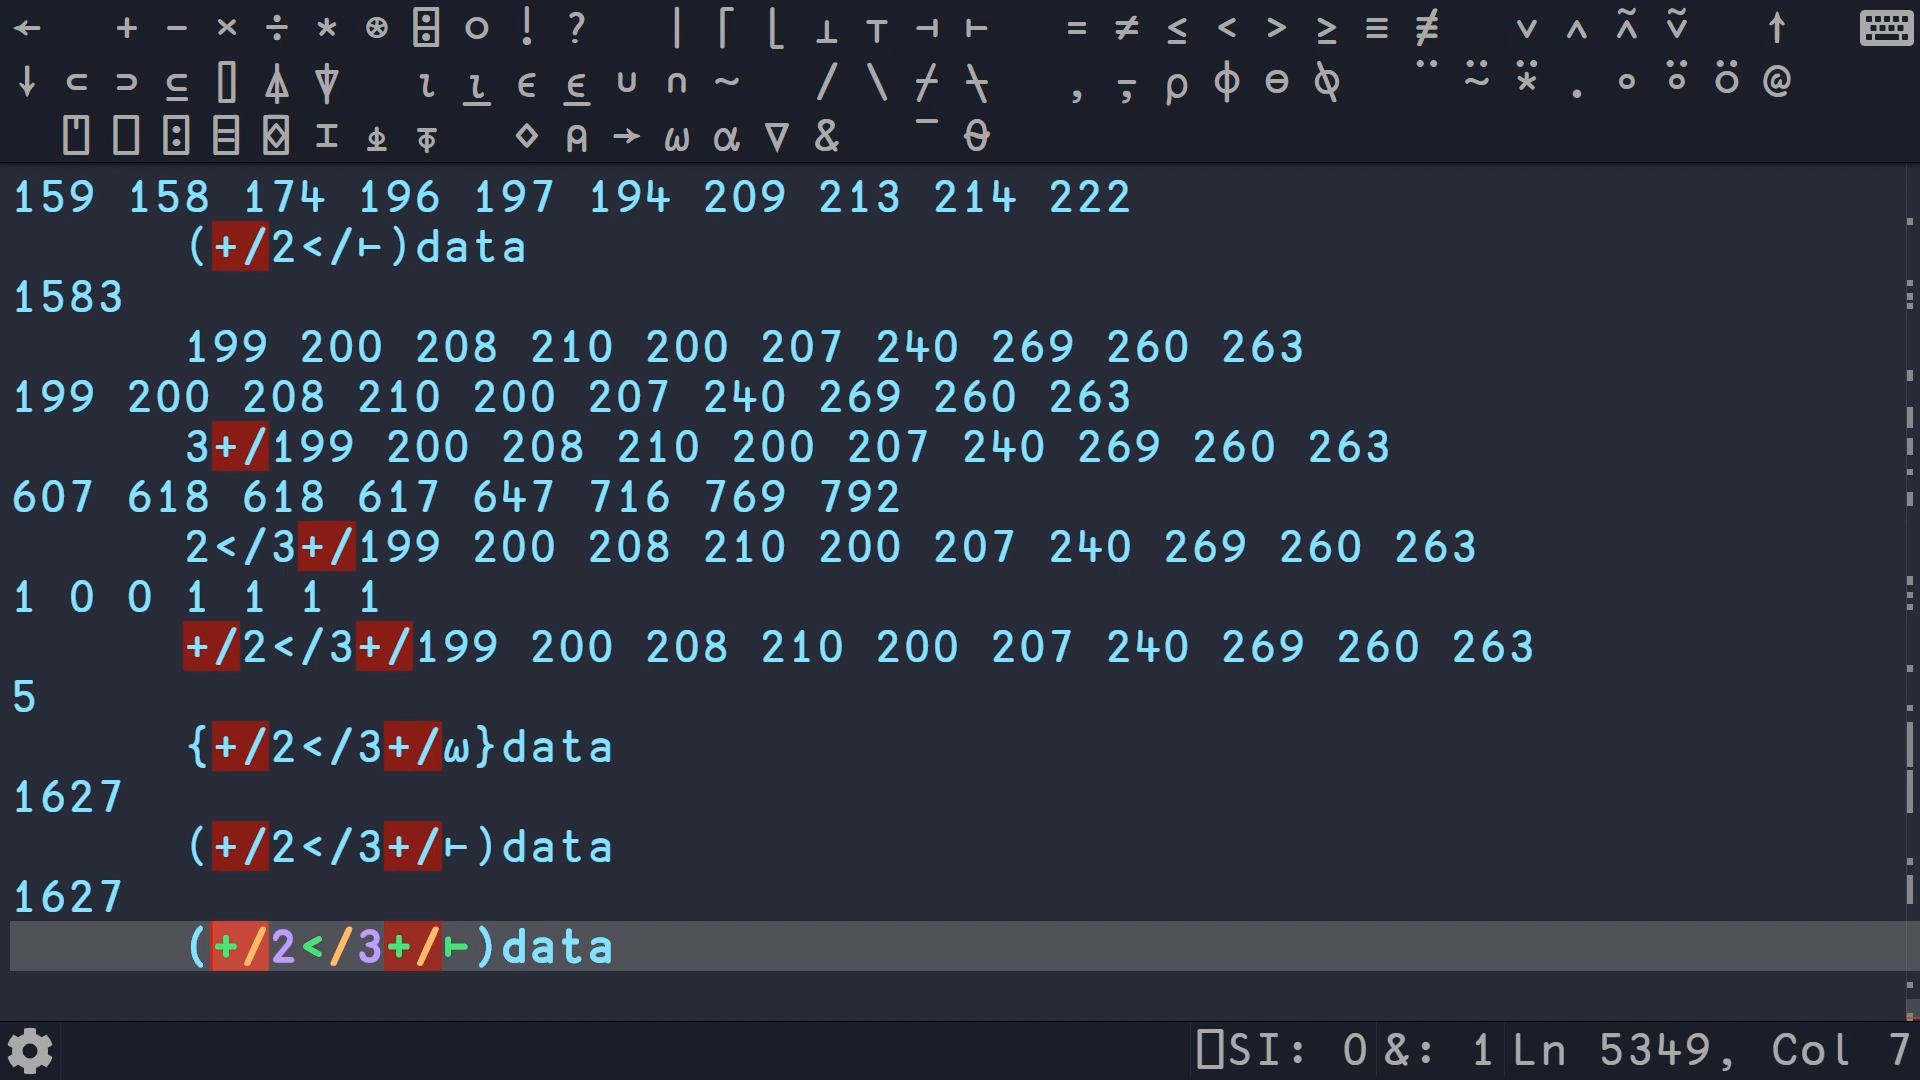 ← + - × ÷ * ⍟ ⌹ ○ ! ? | ⌈ ⌊ ⊥ ⊤ ⊣ ⊢ = ≠ ≤ < > ≥ ≡ ≢ ∨ ∧ ⍲ ⍱ ↑
↓ ⊂ ⊃ ⊆ ⌷ ⍋ ⍒ ⍳ ⍸ ∊ ⍷ ∪ ∩ ~ / \ ⌿ ⍀ , ⍪ ⍴ ⌽ ⊖ ⍉ ¨ ⍨ ⍣ . ∘ ⍤ ⍥ @
⍞ ⎕ ⍠ ⌸ ⌺ ⌶ ⍎ ⍕ ⋄ ⍝ → ⍵ ⍺ ∇ & ¯ ⍬
159 158 174 196 197 194 209 213 214 222
(+/2</⊢)data
1583
199 200 208 210 200 207 240 269 260 263
199 200 208 210 200 207 240 269 260 263
3+/199 200 208 210 200 207 240 269 260 263
607 618 618 617 647 716 769 792
2</3+/199 200 208 210 200 207 240 269 260 263
1 0 0 1 1 1 1
+/2</3+/199 200 208 210 200 207 240 269 260 263
5
{+/2</3+/⍵}data
1627
(+/2</3+/⊢)data
1627
(+/2</3+/⊢)data
⎕SI: 0 &: 1 Ln 5349, Col 7